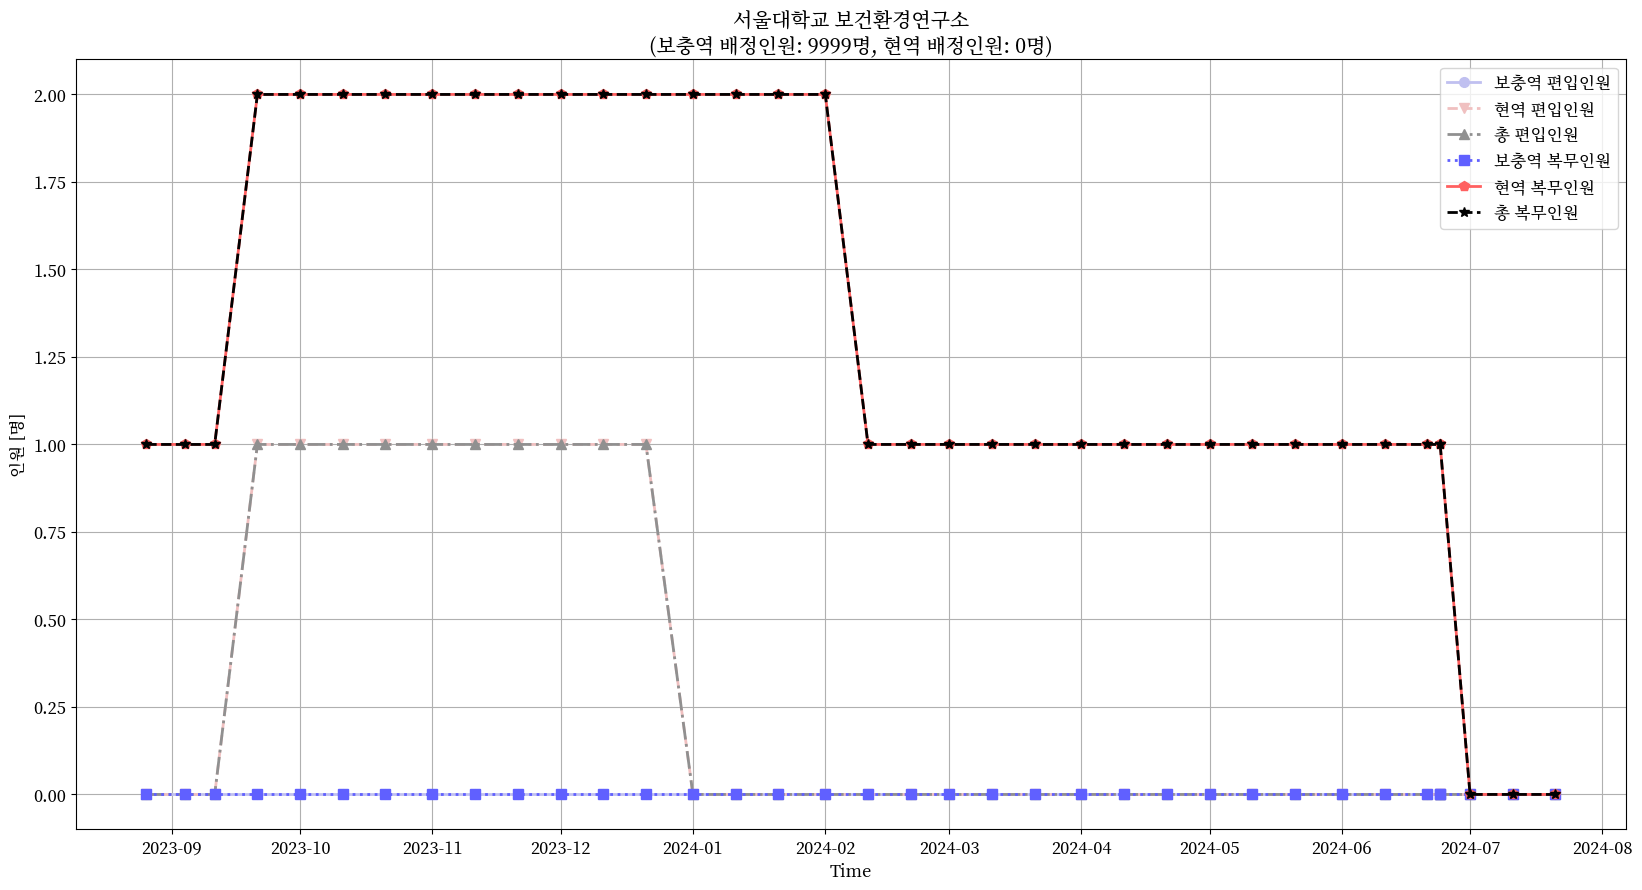 서울대학교 보건환경연구소
(보충역 배정인원: 9999명, 현역 배정인원: 0명)
보충역 편입인원
현역 편입인원
총 편입인원
보충역 복무인원
현역 복무인원
총 복무인원
인원 [명]
2.00
1.75
1.50
1.25
1.00
0.75
0.50
0.25
0.00
2023-09
2023-10
2023-11
2023-12
2024-01
2024-02
2024-03
2024-04
2024-05
2024-06
2024-07
2024-08
Time